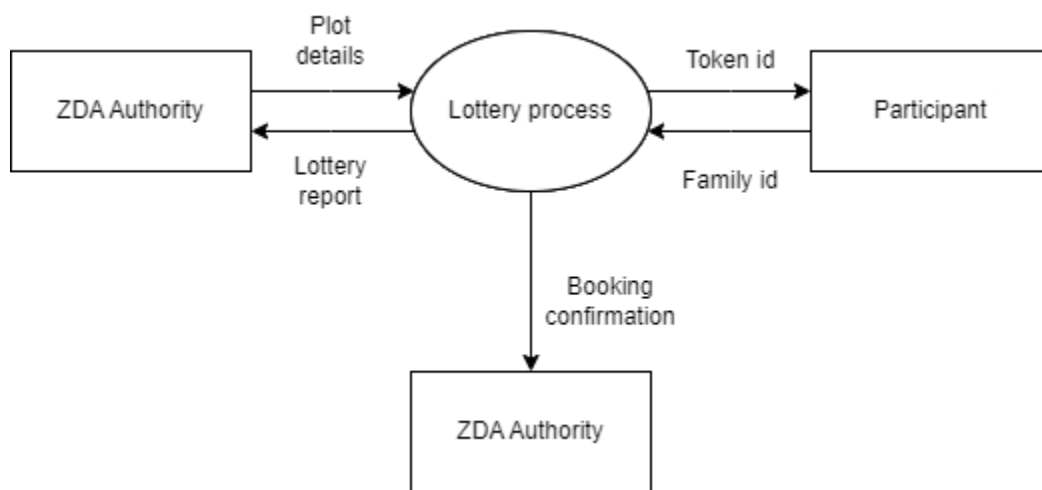 Plot
details
Token id
ZDA Authority
Lottery process
Participant
Lottery
report
Family id
Booking
confirmation
ZDA Authority